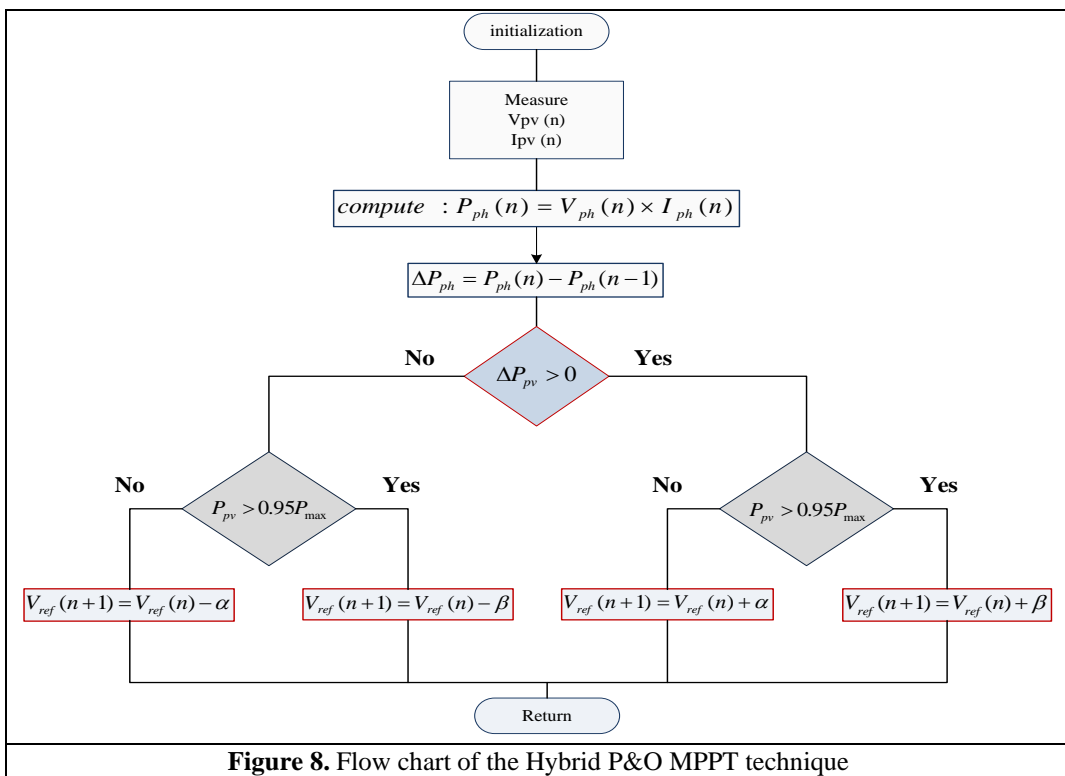 initialization
Measure
Vpv (n)
Ipv (n)
compute : P_ph (n) = V_ph (n) × I_ph (n)
ΔP_ph = P_ph (n) − P_ph (n−1)
No
Yes
ΔP_pv > 0
No
Yes
No
Yes
P_pv > 0.95P_max
P_pv > 0.95P_max
V_ref (n+1) = V_ref (n) − α
V_ref (n+1) = V_ref (n) − β
V_ref (n+1) = V_ref (n) + α
V_ref (n+1) = V_ref (n) + β
Return
Figure 8. Flow chart of the Hybrid P&O MPPT technique